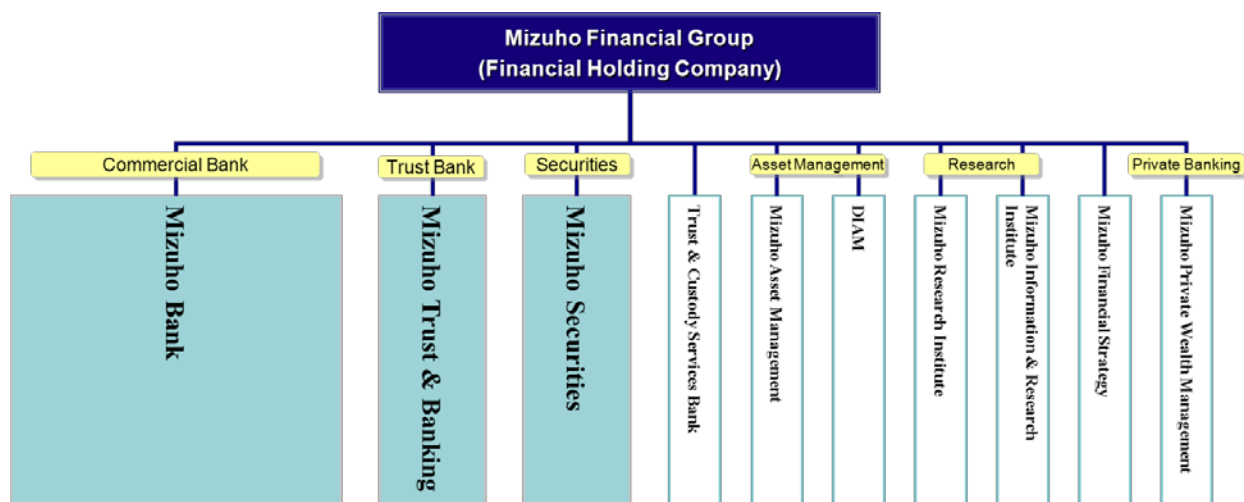 Mizuho Financial Group
(Financial Holding Company)
Commercial Bank
Trust Bank
Securities
Asset Management
Research
Private Banking
Mizuho Bank
Mizuho Trust & Banking
Mizuho Securities
Trust & Custody Services Bank
Mizuho Asset Management
DIAM
Mizuho Research Institute
Mizuho Information & Research
Institute
Mizuho Financial Strategy
Mizuho Private Wealth Management